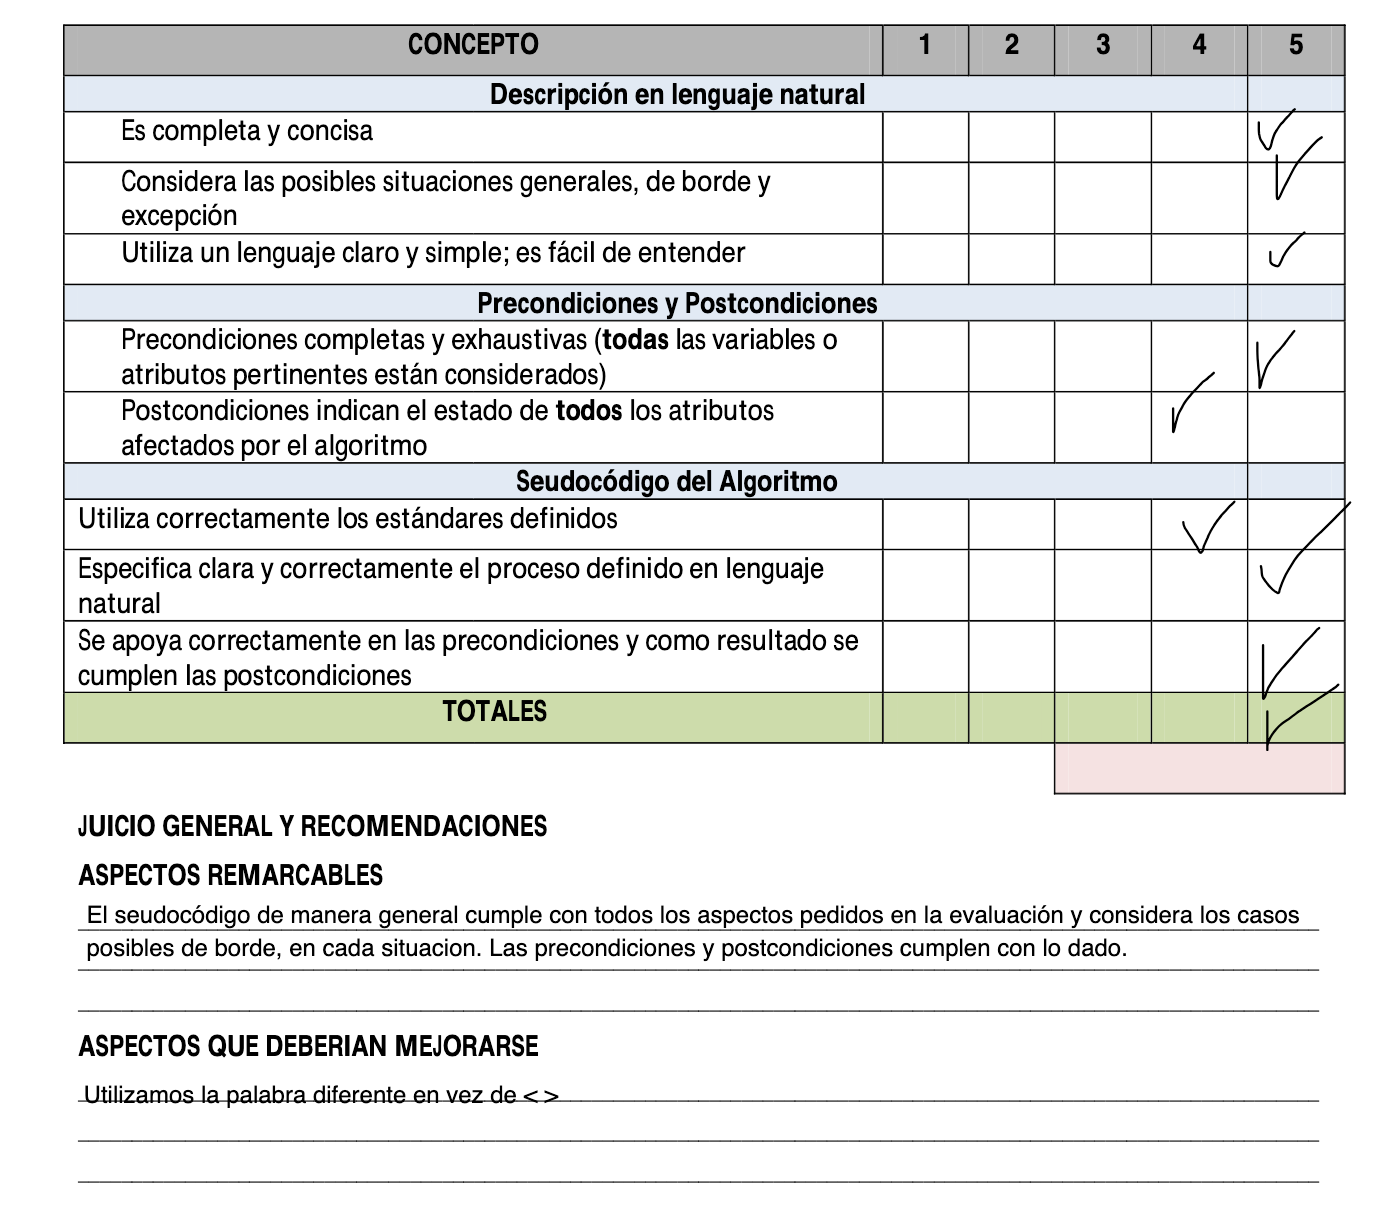 CONCEPTO 1 2 3 4 5
Descripción en lenguaje natural
Es completa y concisa
Considera las posibles situaciones generales, de borde y
excepción
Utiliza un lenguaje claro y simple; es fácil de entender
Precondiciones y Postcondiciones
Precondiciones completas y exhaustivas (todas las variables o
atributos pertinentes están considerados)
Postcondiciones indican el estado de todos los atributos
afectados por el algoritmo
Seudocódigo del Algoritmo
Utiliza correctamente los estándares definidos
Especifica clara y correctamente el proceso definido en lenguaje
natural
Se apoya correctamente en las precondiciones y como resultado se
cumplen las postcondiciones
TOTALES
JUICIO GENERAL Y RECOMENDACIONES
ASPECTOS REMARCABLES
El seudocódigo de manera general cumple con todos los aspectos pedidos en la evaluación y considera los casos
posibles de borde, en cada situacion. Las precondiciones y postcondiciones cumplen con lo dado.
ASPECTOS QUE DEBERIAN MEJORARSE
Utilizamos la palabra diferente en vez de < >